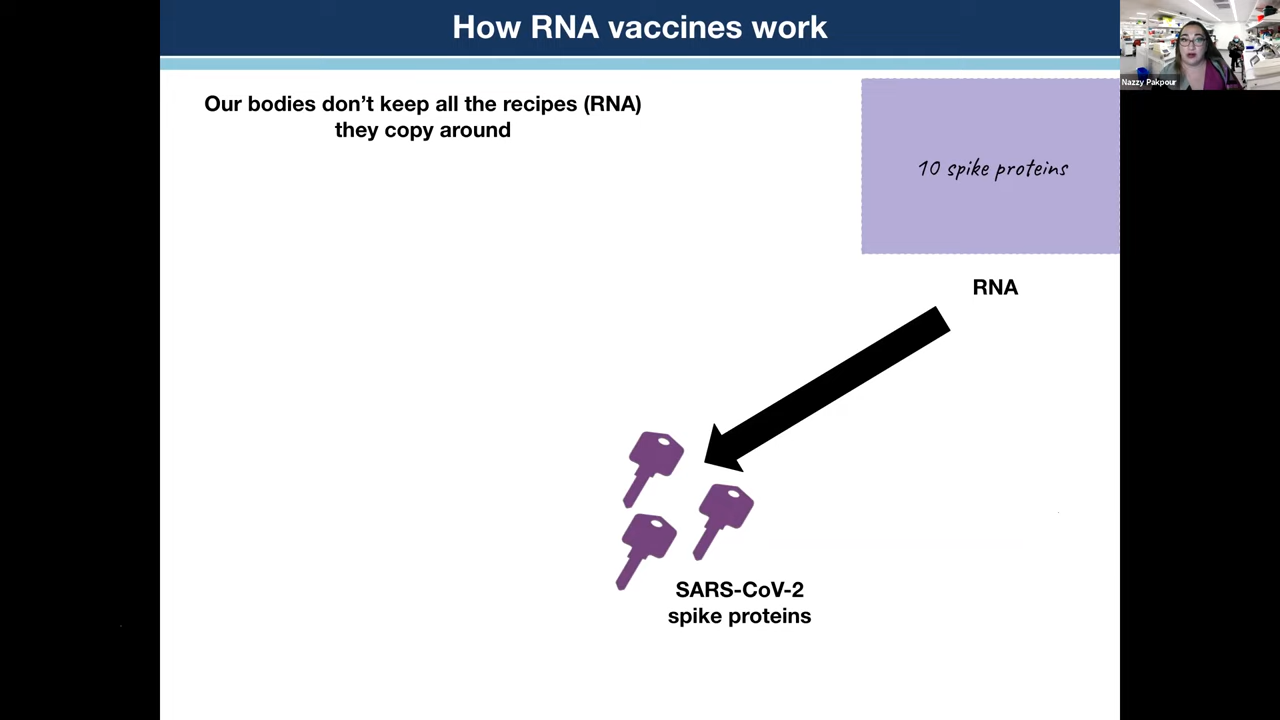 How RNA vaccines work
Nazzy Pakpour
Our bodies don't keep all the recipes (RNA)
they copy around
10 spike proteins
RNA
SARS-CoV-2
spike proteins